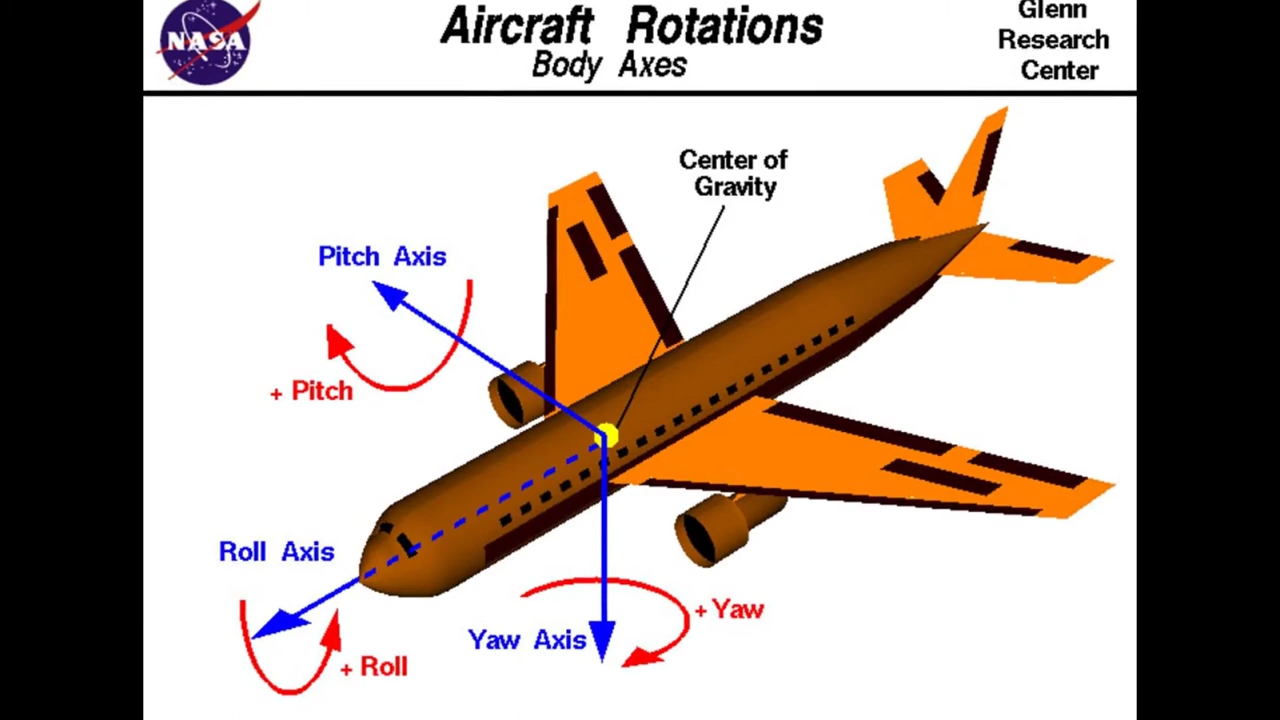 NASA
Aircraft Rotations
Body Axes
Glenn
Research
Center
Center of
Gravity
Pitch Axis
+ Pitch
Roll Axis
+ Roll
Yaw Axis
+ Yaw